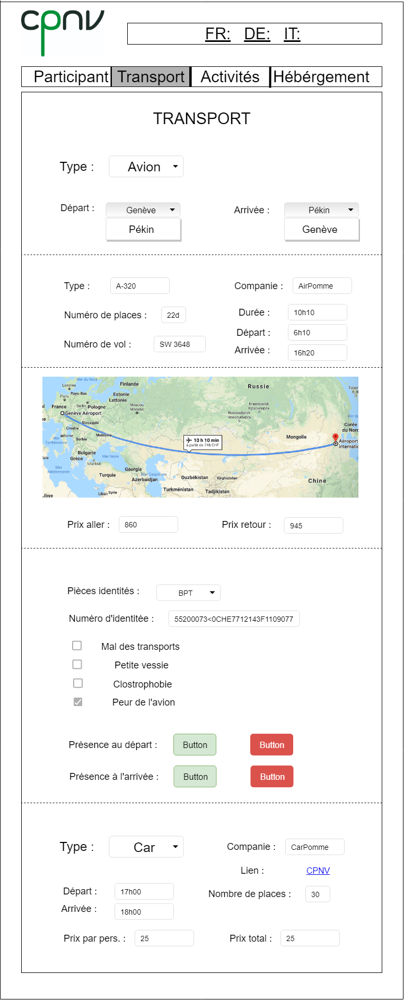 cpnv
FR: DE: IT:
Participant Transport Activités Hébérgement
TRANSPORT
Type : Avion
Départ : Genève Arrivée : Pékin
Pékin Genève
Type : A-320 Companie : AirPomme
Numéro de places : 22d Durée : 10h10
Départ : 6h10
Numéro de vol : SW 3648 Arrivée : 16h20
Mer du Nord
Londres
Finlande
Russie
Pays-Bas
Estonie
Lettonie
Paris
France
Berlin
Pologne
Moscou
Москва
Krasnoiarsk
Красноярск
Novossibirsk
Новосибирск
Genève Aéroport
Slovaquie
Croatie
Moldavie
Rome
Serbie
Mer
Tyrrhénienne
10 h 10 min
à partir de 746 CHF
Mongolie
Corée
du Nord
Aéroport
internatio
Bulgarie
Grèce
Mer Noire
Istanbul
Mer
Méditerranée
Turquie
Géorgie
Azerbaïdjan
Mer Caspienne
Ouzbékistan
Kirghizistan
Turkménistan
Tadjikistan
Chine
Liban
Syrie
Libye
Prix aller : 860 Prix retour : 945
Pièces identités : BPT
Numéro d'identitée : 55200073<0CHE7712143F1109077
Mal des transports
Petite vessie
Clostrophobie
Peur de l'avion
Présence au départ : Button Button
Présence à l'arrivée : Button Button
Type : Car Companie : CarPomme
Lien : CPNV
Départ : 17h00 Nombre de places : 30
Arrivée : 18h00
Prix par pers. : 25 Prix total : 25